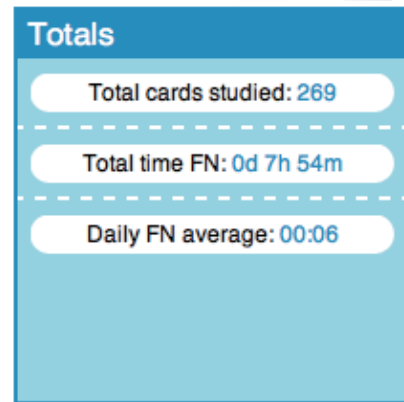 Totals
Total cards studied: 269
Total time FN: 0d 7h 54m
Daily FN average: 00:06